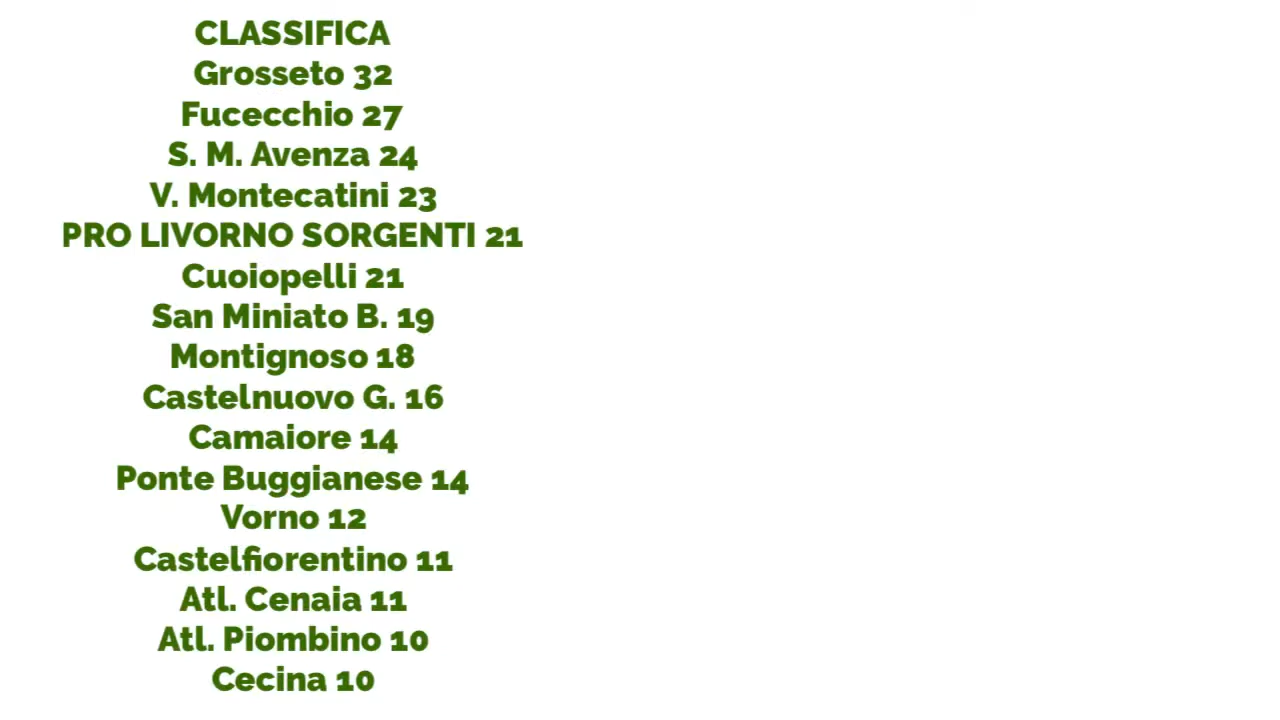 CLASSIFICA
Grosseto 32
Fucecchio 27
S. M. Avenza 24
V. Montecatini 23
PRO LIVORNO SORGENTI 21
Cuoiopelli 21
San Miniato B. 19
Montignoso 18
Castelnuovo G. 16
Camaiore 14
Ponte Buggianese 14
Vorno 12
Castelfiorentino 11
Atl. Cenaia 11
Atl. Piombino 10
Cecina 10